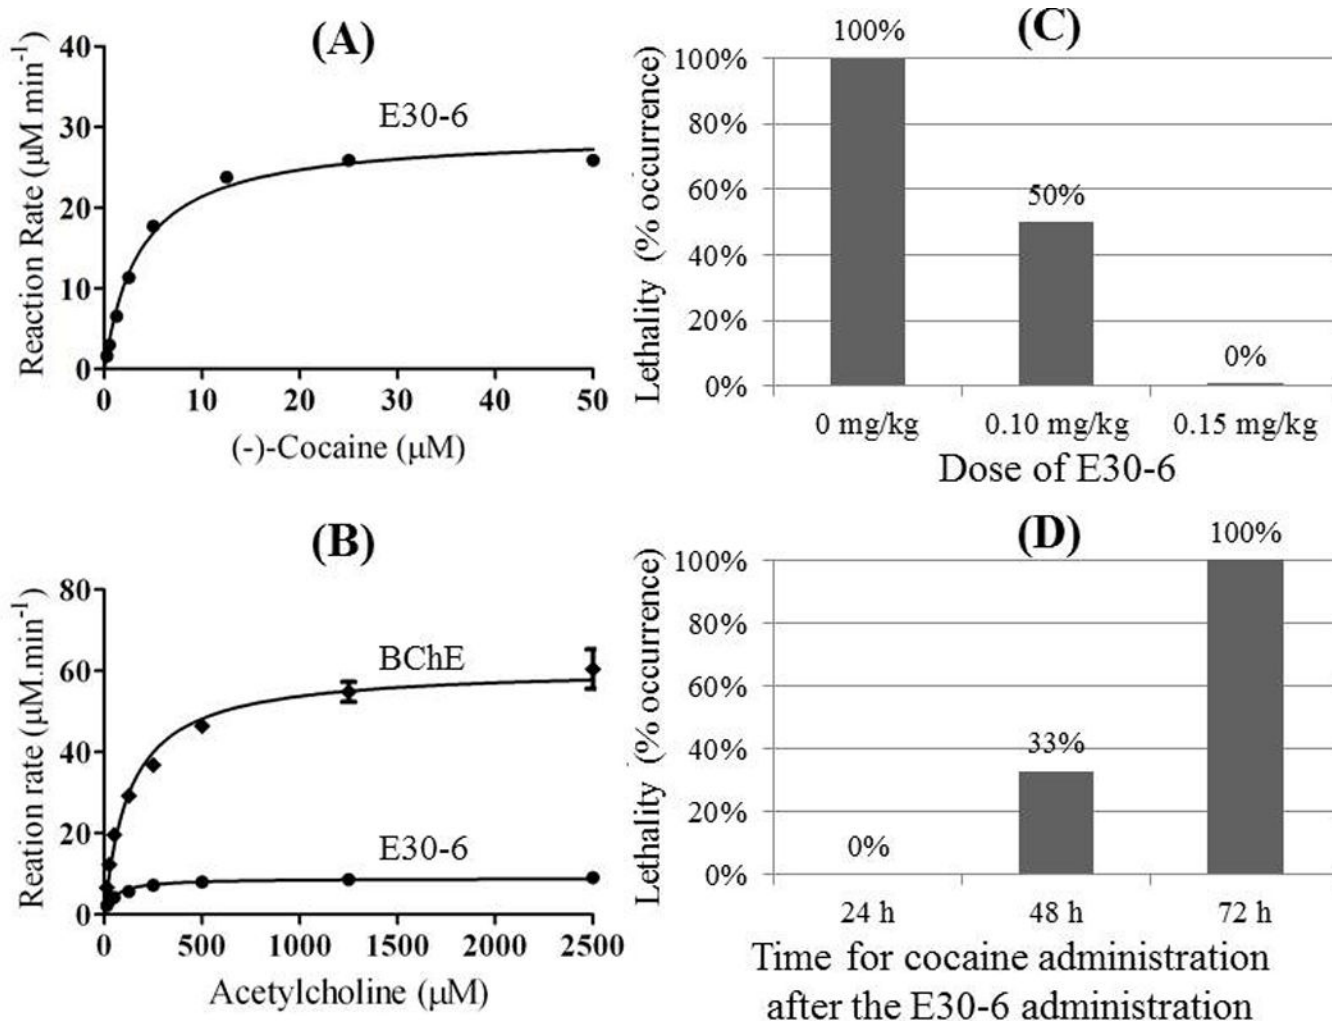 (A)
40
30
20
10
0
Reaction Rate (μM min-1)
E30-6
0 10 20 30 40 50
(-)-Cocaine (μM)
(C)
100%
100%
80%
60%
40%
20%
0%
Lethality (% occurrence)
50%
0%
0 mg/kg 0.10 mg/kg 0.15 mg/kg
Dose of E30-6
(B)
80
60
40
20
0
Reation rate (μM.min-1)
BChE
E30-6
0 500 1000 1500 2000 2500
Acetylcholine (μM)
(D)
100%
100%
80%
60%
40%
20%
0%
Lethality (% occurrence)
33%
0%
24 h 48 h 72 h
Time for cocaine administration
after the E30-6 administration